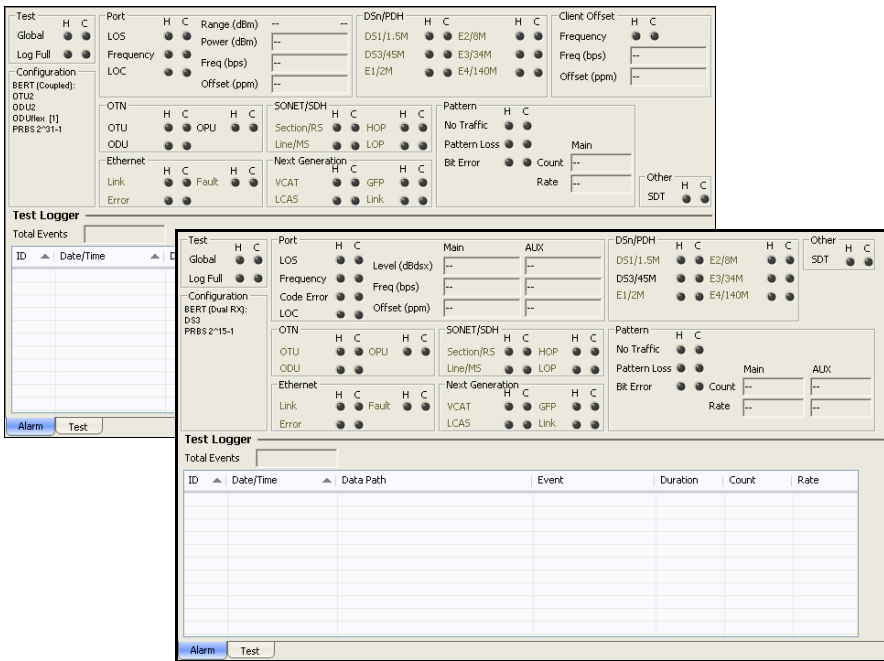 Test
H C
Global
Log Full
Configuration
BERT (Coupled):
OTU2
ODU2
ODUflex [1]
PRBS 2^31-1
Port
H C
LOS
Frequency
LOC
Range (dBm) -- --
Power (dBm) --
Freq (bps) --
Offset (ppm) --
DSn/PDH
H C H C
DS1/1.5M E2/8M
DS3/45M E3/34M
E1/2M E4/140M
Client Offset
H C
Frequency
Freq (bps) --
Offset (ppm) --
OTN
H C H C
OTU OPU
ODU
SONET/SDH
H C H C
Section/RS HOP
Line/MS LOP
Pattern
H C
No Traffic
Pattern Loss Main
Bit Error Count --
Rate --
Ethernet
H C H C
Link Fault
Error
Next Generation
H C H C
VCAT GFP
LCAS Link
Other
H C
SDT
Test Logger
Total Events
ID Date/Time D
Alarm Test
Test
H C
Global
Log Full
Configuration
BERT (Dual RX):
DS3
PRBS 2^15-1
Port
H C Main AUX
LOS
Frequency
Code Error
LOC
Level (dBdsx) -- --
Freq (bps) -- --
Offset (ppm) -- --
DSn/PDH
H C H C
DS1/1.5M E2/8M
DS3/45M E3/34M
E1/2M E4/140M
Other
H C
SDT
OTN
H C H C
OTU OPU
ODU
SONET/SDH
H C H C
Section/RS HOP
Line/MS LOP
Pattern
H C
No Traffic
Pattern Loss Main AUX
Bit Error Count -- --
Rate -- --
Ethernet
H C H C
Link Fault
Error
Next Generation
H C H C
VCAT GFP
LCAS Link
Test Logger
Total Events
ID Date/Time Data Path Event Duration Count Rate
Alarm Test